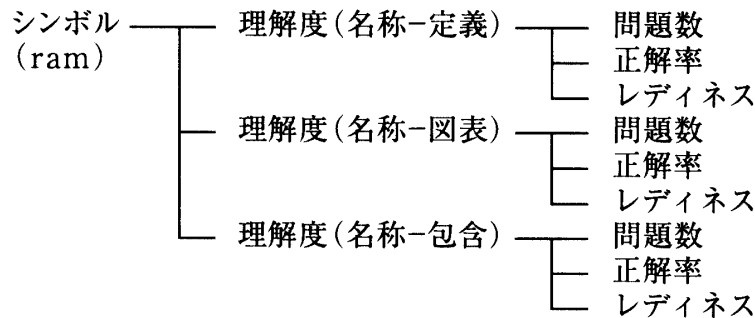 シンボル 理解度(名称-定義) 問題数
(ram) 正解率
レディネス
理解度(名称-図表) 問題数
正解率
レディネス
理解度(名称-包含) 問題数
正解率
レディネス